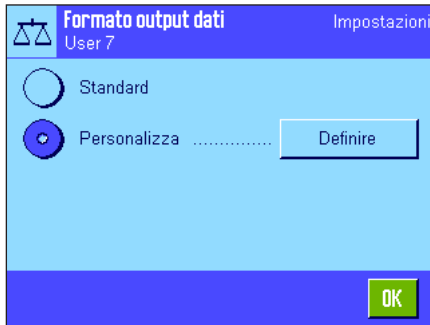 Formato output dati Impostazioni
User 7
Standard
Personalizza ............... Definire
OK